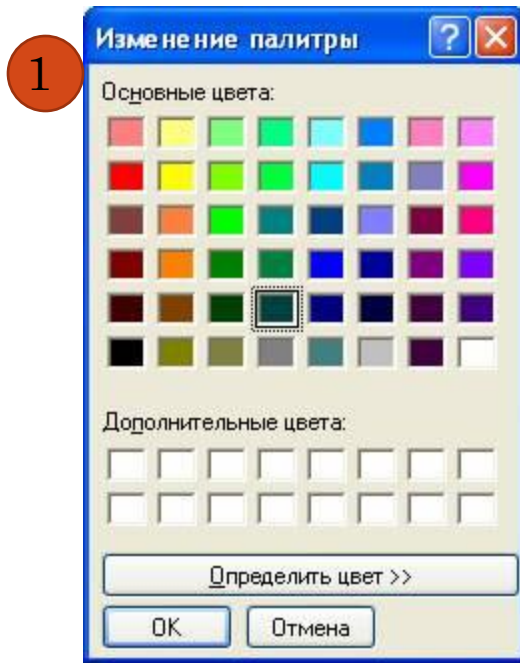 Изменение палитры
1
Основные цвета:
Дополнительные цвета:
Определить цвет >>
OK
Отмена